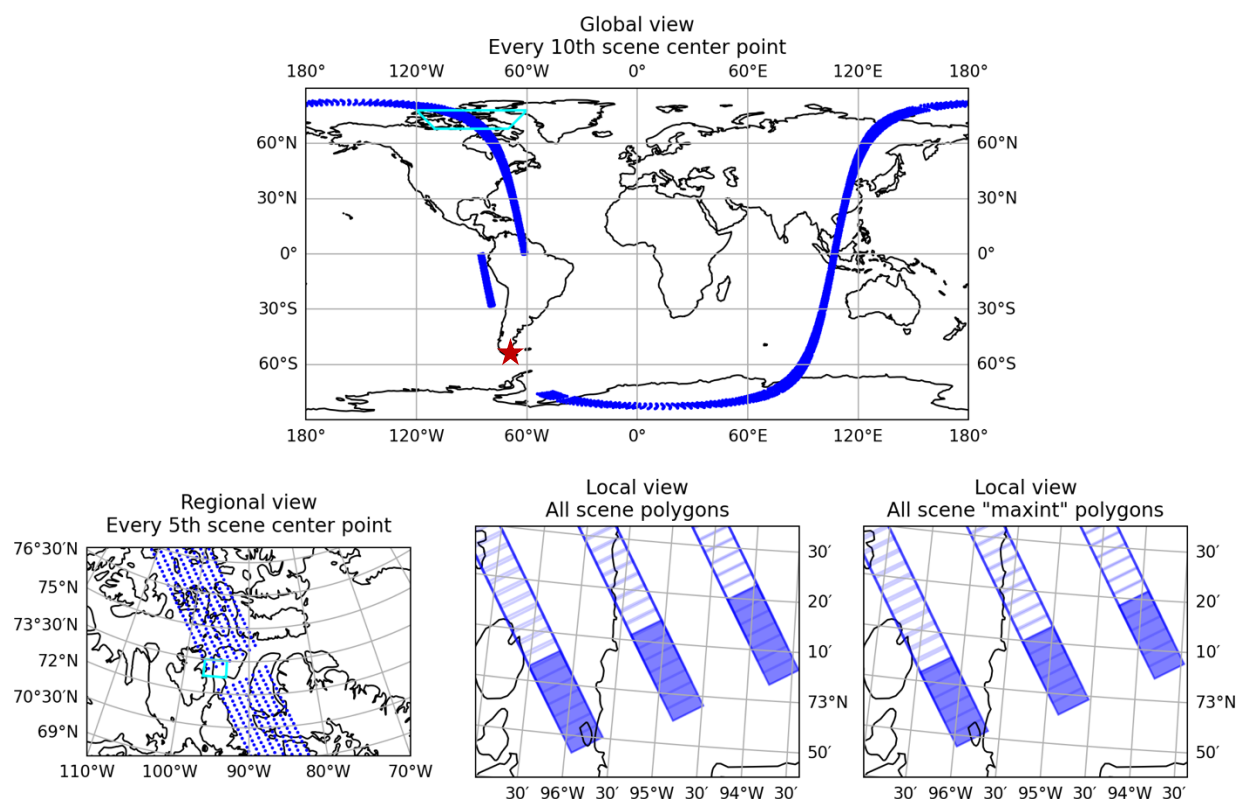 Global view
Every 10th scene center point
180° 120°W 60°W 0° 60°E 120°E 180°
60°N 60°N
30°N 30°N
0° 0°
30°S 30°S
60°S 60°S
180° 120°W 60°W 0° 60°E 120°E 180°
Regional view
Every 5th scene center point
76°30′N
75°N
73°30′N
72°N
70°30′N
69°N
110°W 100°W 90°W 80°W 70°W
Local view
All scene polygons
30′
20′
10′
73°N
50′
30′ 96°W 30′ 95°W 30′ 94°W 30′
Local view
All scene "maxint" polygons
30′
20′
10′
73°N
50′
30′ 96°W 30′ 95°W 30′ 94°W 30′